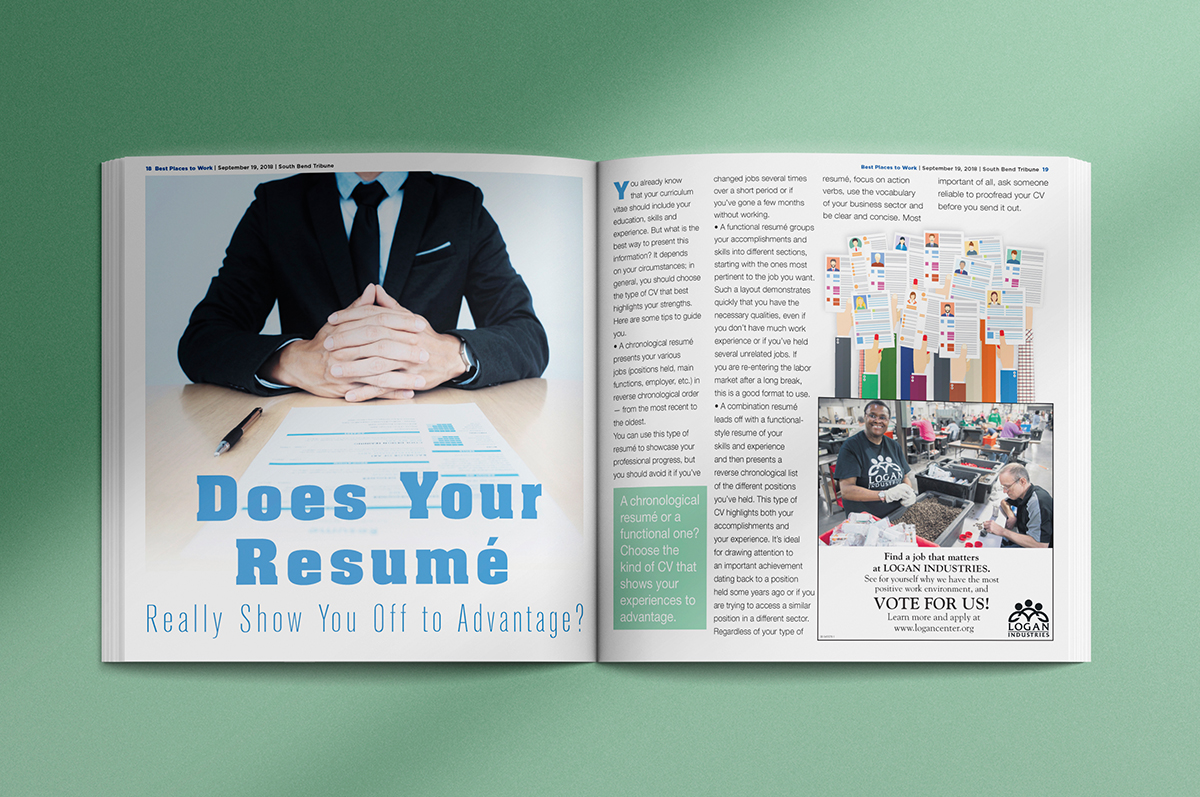 18 Best Places to Work | September 19, 2018 | South Bend Tribune
Does Your
Resumé
Really Show You Off to Advantage?
Best Places to Work | September 19, 2018 | South Bend Tribune 19
You already know
that your curriculum
vitae should include your
education, skills and
experience. But what is the
best way to present this
information? It depends
on your circumstances; in
general, you should choose
the type of CV that best
highlights your strengths.
Here are some tips to guide
you.
• A chronological resumé
presents your various
jobs (positions held, main
functions, employer, etc.) in
reverse chronological order
— from the most recent to
the oldest.
You can use this type of
resumé to showcase your
professional progress, but
you should avoid it if you've
A chronological
resumé or a
functional one?
Choose the
kind of CV that
shows your
experiences to
advantage.
changed jobs several times
over a short period or if
you've gone a few months
without working.
• A functional resumé groups
your accomplishments and
skills into different sections,
starting with the ones most
pertinent to the job you want.
Such a layout demonstrates
quickly that you have the
necessary qualities, even if
you don't have much work
experience or if you've held
several unrelated jobs. If
you are re-entering the labor
market after a long break,
this is a good format to use.
• A combination resumé
leads off with a functional-
style resume of your
skills and experience
and then presents a
reverse chronological list
of the different positions
you've held. This type of
CV highlights both your
accomplishments and
your experience. It's ideal
for drawing attention to
an important achievement
dating back to a position
held some years ago or if you
are trying to access a similar
position in a different sector.
Regardless of your type of
resumé, focus on action
verbs, use the vocabulary
of your business sector and
be clear and concise. Most
important of all, ask someone
reliable to proofread your CV
before you send it out.
LOGAN
INDUSTRIES
Find a job that matters
at LOGAN INDUSTRIES.
See for yourself why we have the most
positive work environment, and
VOTE FOR US!
Learn more and apply at
www.logancenter.org
LOGAN
INDUSTRIES